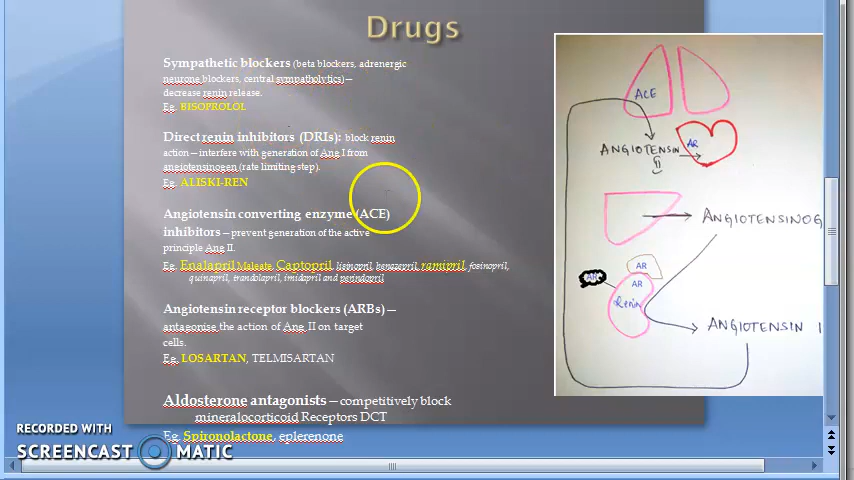 Drugs
Sympathetic blockers (beta blockers, adrenergic
neurone blockers, central sympatholytics)—
decrease renin release.
Eg. BISOPROLOL
Direct renin inhibitors (DRIs): block renin
action—interfere with generation of Ang I from
angiotensinogen (rate limiting step).
Eg. ALISKI-REN
Angiotensin converting enzyme (ACE)
inhibitors—prevent generation of the active
principle Ang II.
Eg. Enalapril Maleate, Captopril, lisinopril, benazepril, ramipril, fosinopril,
quinapril, trandolapril, imidapril and perindopril
Angiotensin receptor blockers (ARBs)—
antagonise the action of Ang II on target
cells.
Eg. LOSARTAN, TELMISARTAN
Aldosterone antagonists—competitively block
mineralocorticoid Receptors DCT
Eg. Spironolactone, eplerenone
ACE
ANGIOTENSIN II
AR
ANGIOTENSINOG
AR
AR
Renin
ANGIOTENSIN I
RECORDED WITH
SCREENCAST MATIC